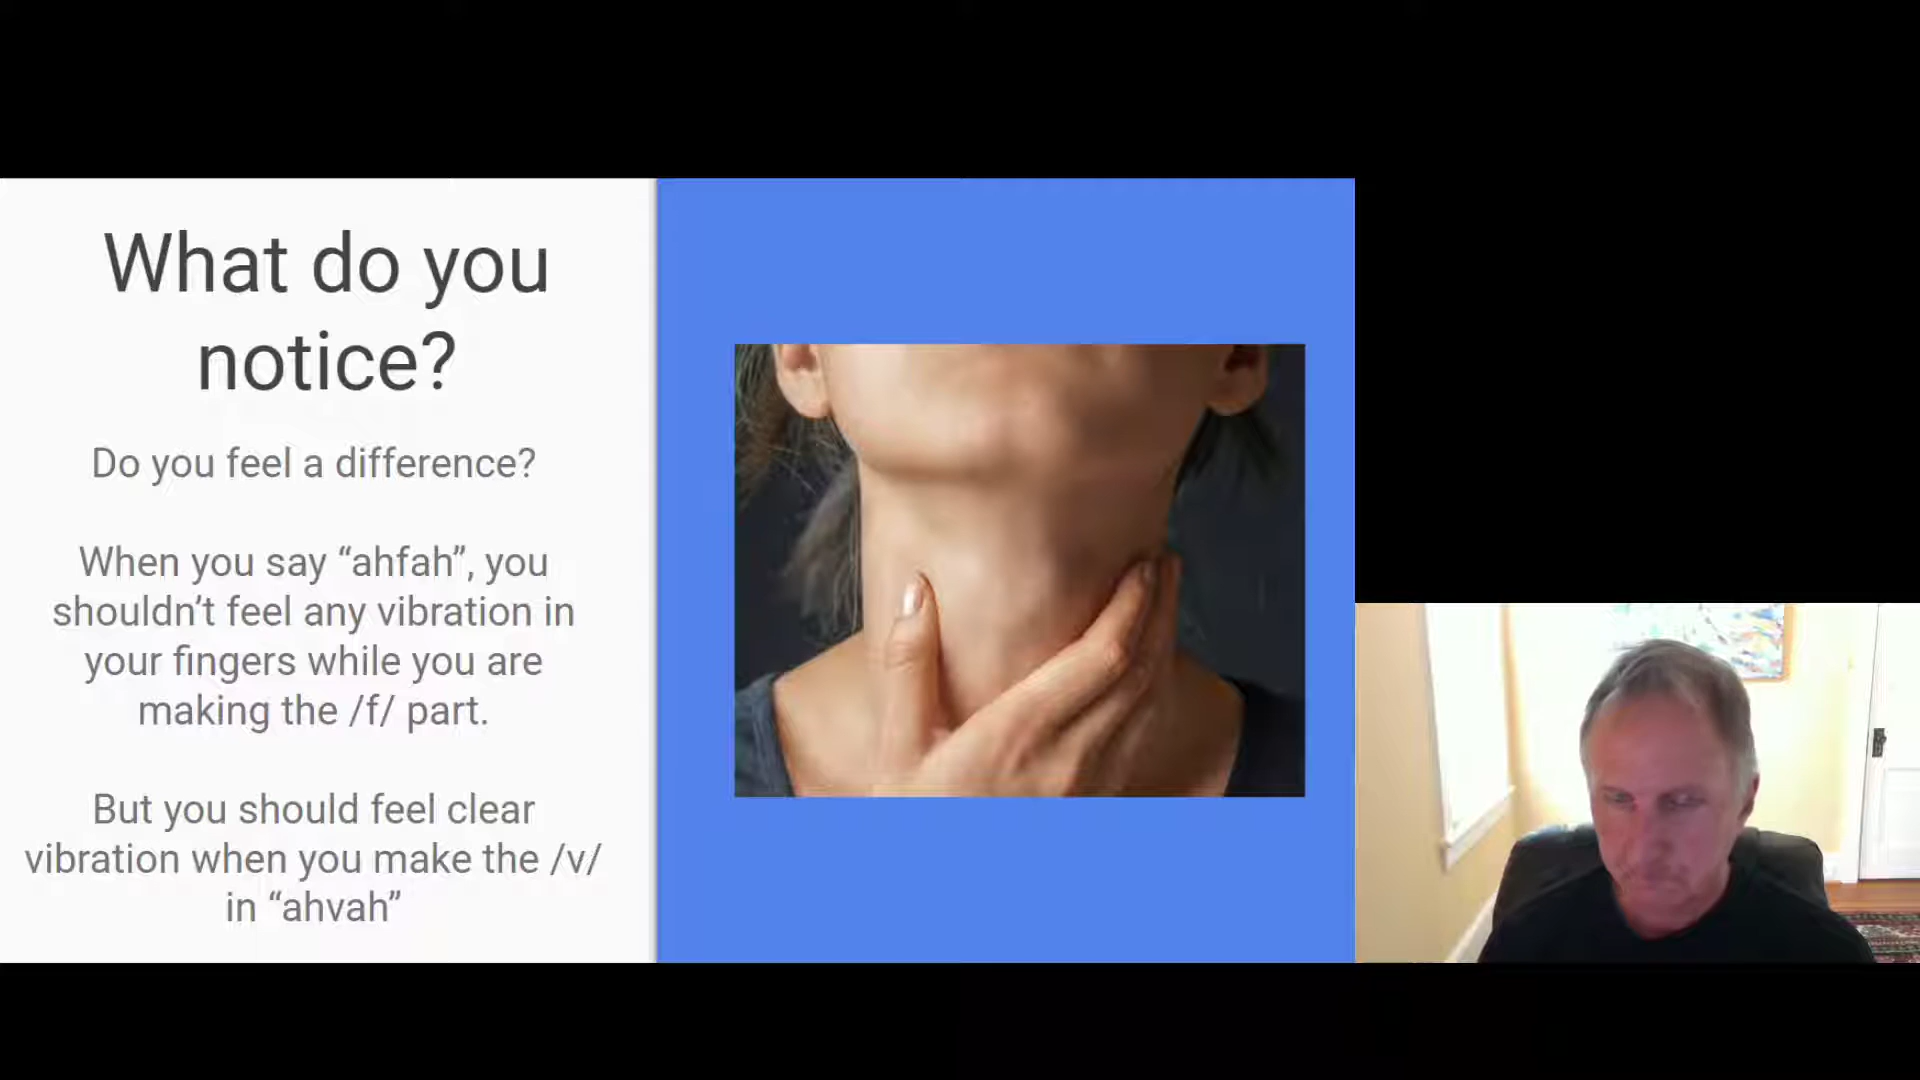 What do you
notice?
Do you feel a difference?
When you say “ahfah”, you
shouldn’t feel any vibration in
your fingers while you are
making the /f/ part.
But you should feel clear
vibration when you make the /v/
in “ahvah”